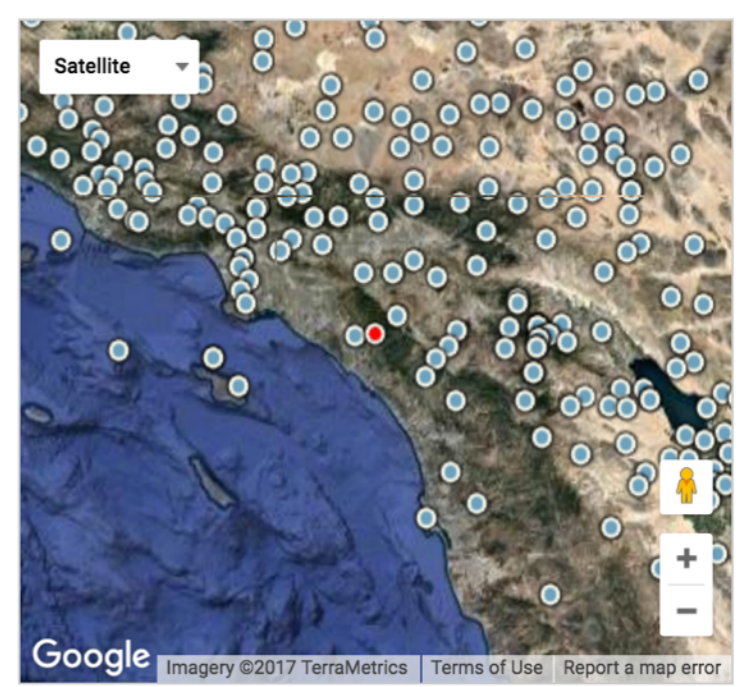 Satellite
+
−
Google
Imagery ©2017 TerraMetrics
Terms of Use
Report a map error